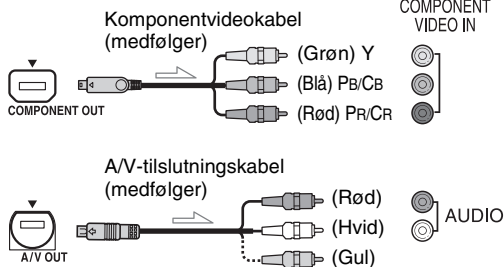 Komponentvideokabel
(medfølger)
COMPONENT
VIDEO IN
(Grøn) Y
(Blå) PB/CB
(Rød) PR/CR
COMPONENT OUT
A/V-tilslutningskabel
(medfølger)
(Rød)
(Hvid)
(Gul)
AUDIO
A/V OUT